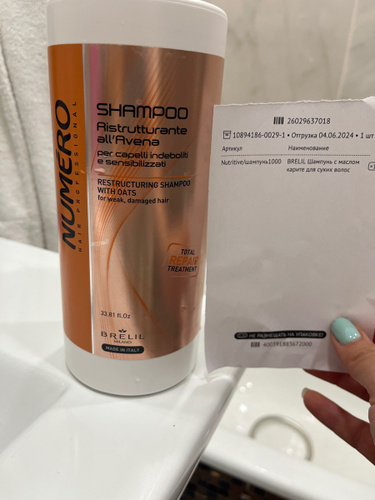 NUMERO
HAIR PROFESSIONAL
SHAMPOO
Ristrutturante
all'Avena
per capelli indeboliti
e sensibilizzati
RESTRUCTURING SHAMPOO
WITH OATS
for weak, damaged hair
TOTAL
REPAIR
TREATMENT
33.81 fl.Oz
BRELIL
MILANO
MADE IN ITALY
26029637018
10894186-0029-1 • Отгрузка 04.06.2024 • 1 шт
Артикул Наименование
Nutritive/шампунь1000 BRELIL Шампунь с маслом
карите для сухих волос
НЕ РАЗМЕЩАТЬ НА УПАКОВКЕ!